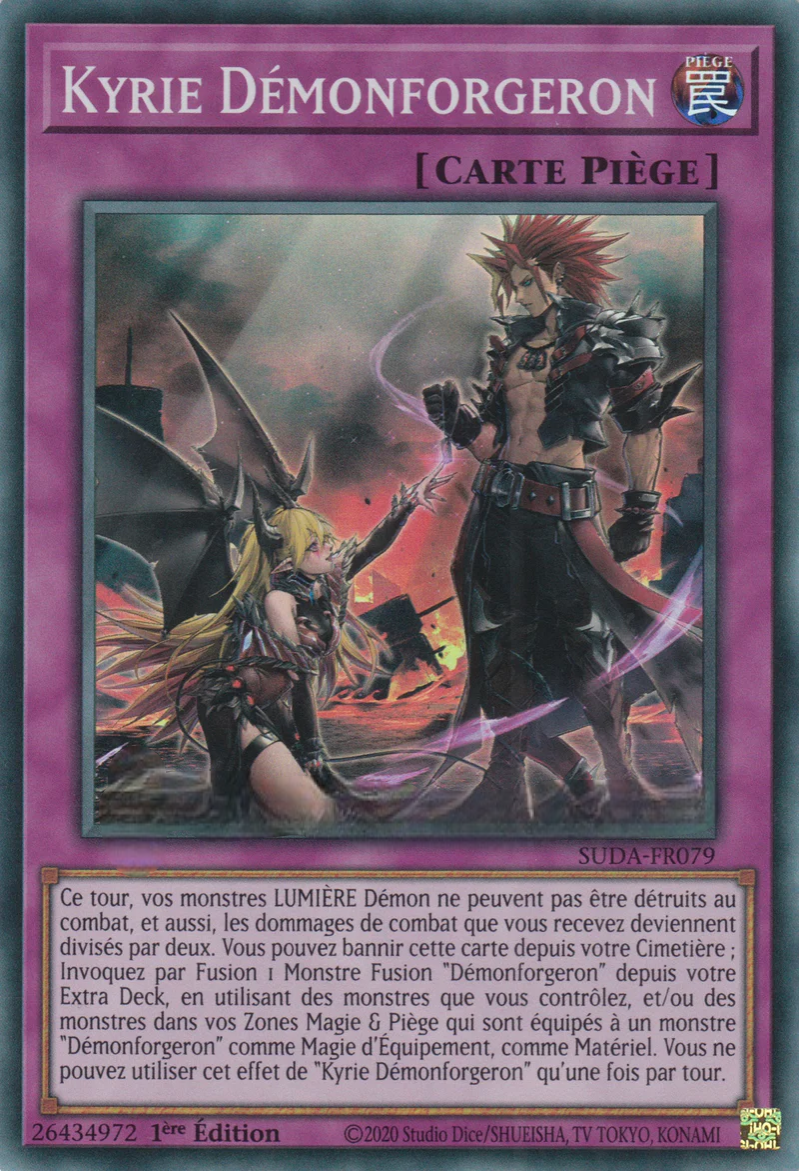 Kyrie Démonforgeron
PIÈGE
罠
[Carte Piège]
SUDA-FR079
Ce tour, vos monstres LUMIÈRE Démon ne peuvent pas être détruits au
combat, et aussi, les dommages de combat que vous recevez deviennent
divisés par deux. Vous pouvez bannir cette carte depuis votre Cimetière ;
Invoquez par Fusion 1 Monstre Fusion "Démonforgeron" depuis votre
Extra Deck, en utilisant des monstres que vous contrôlez, et/ou des
monstres dans vos Zones Magie & Piège qui sont équipés à un monstre
"Démonforgeron" comme Magie d'Équipement, comme Matériel. Vous ne
pouvez utiliser cet effet de "Kyrie Démonforgeron" qu'une fois par tour.
26434972 1ère Édition ©2020 Studio Dice/SHUEISHA, TV TOKYO, KONAMI